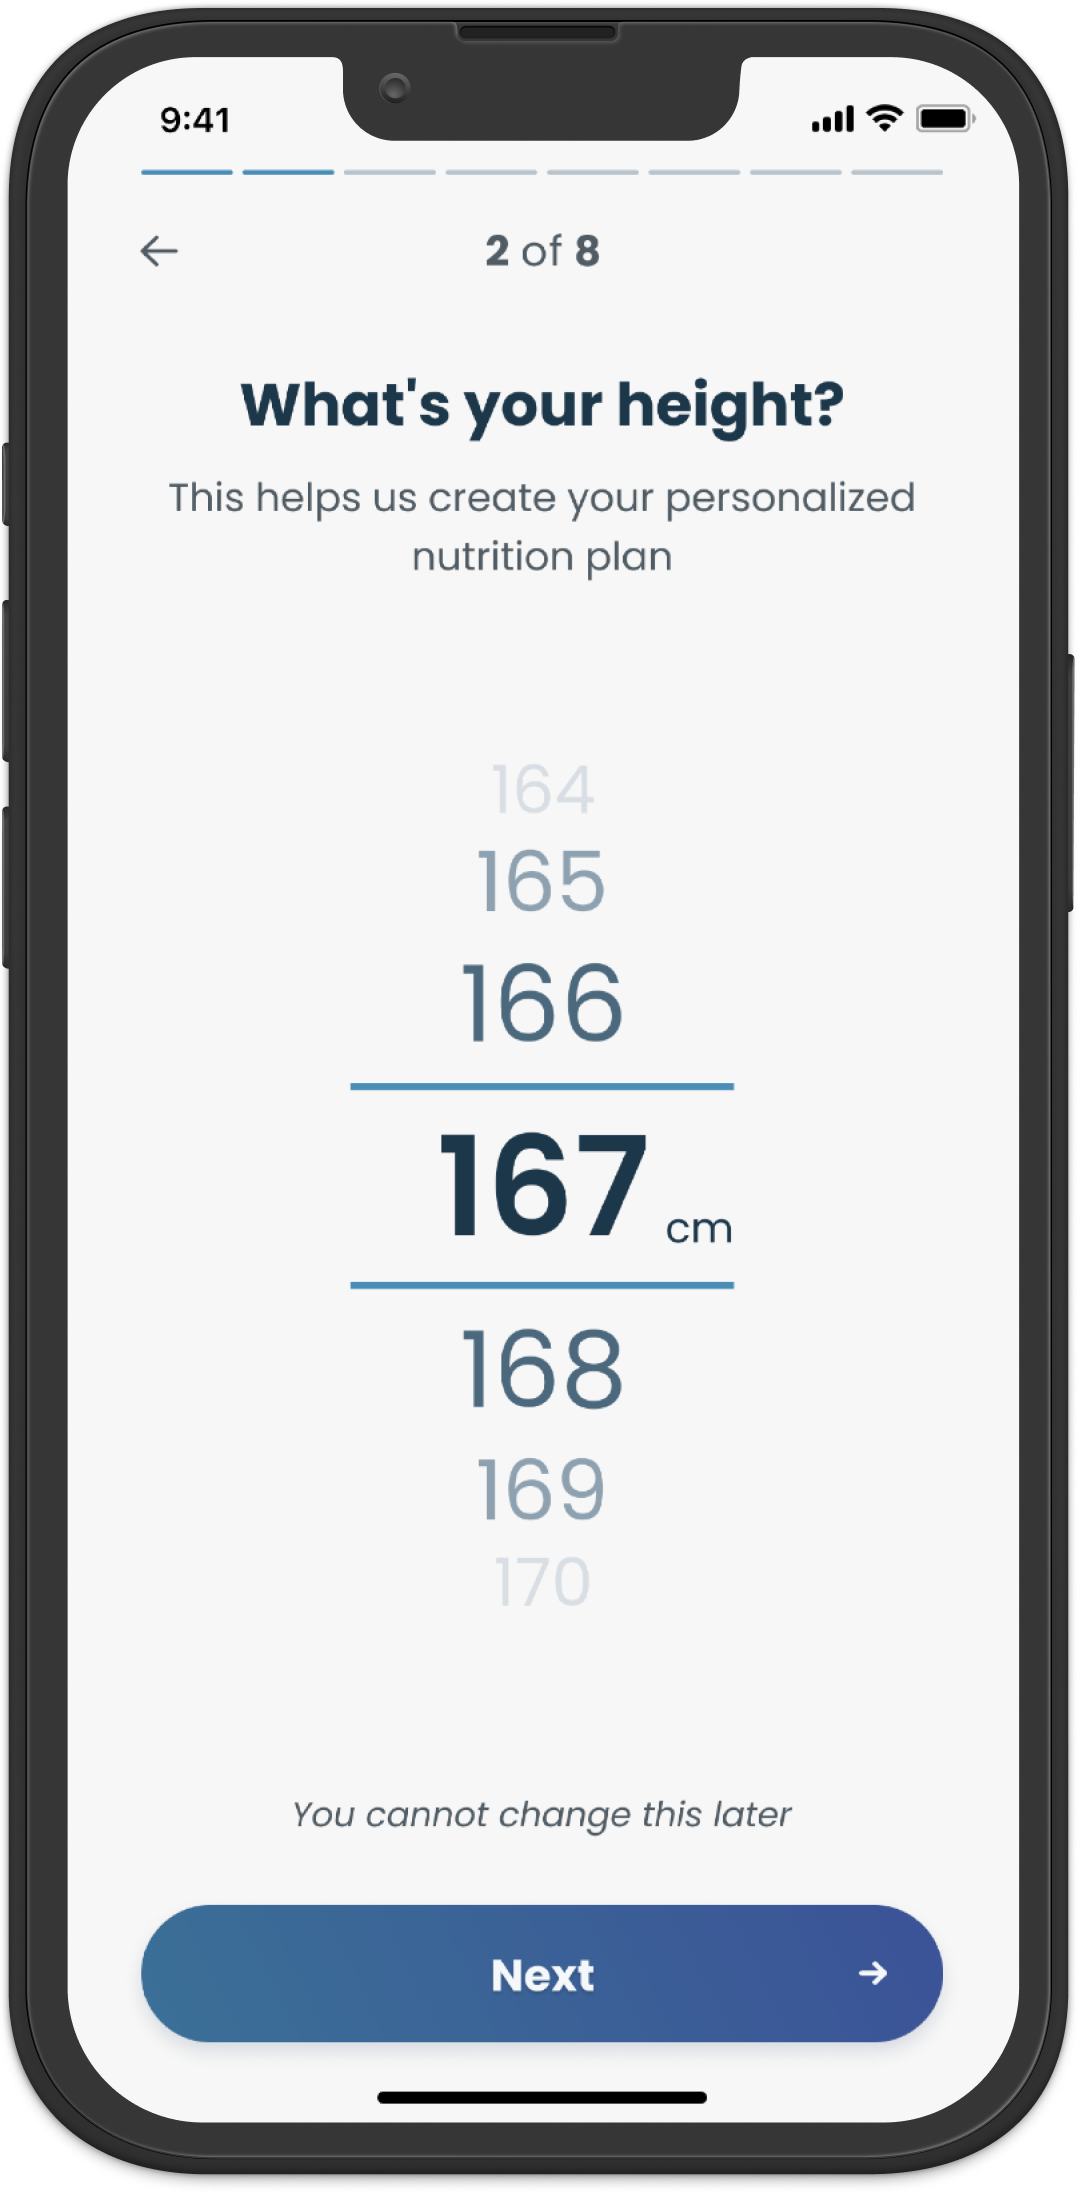 9:41
2 of 8
What's your height?
This helps us create your personalized
nutrition plan
164
165
166
167 cm
168
169
170
You cannot change this later
Next